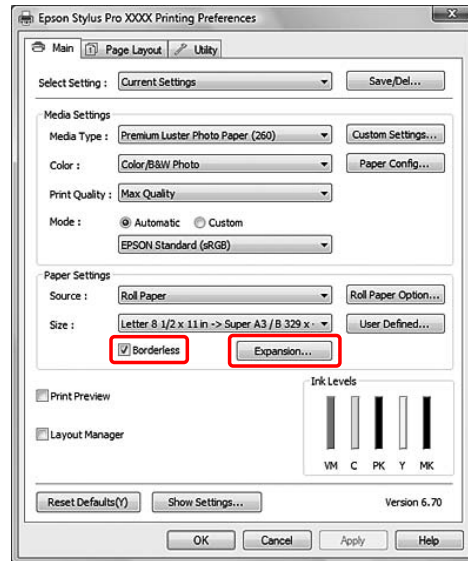 Epson Stylus Pro XXXX Printing Preferences
Main Page Layout Utility
Select Setting : Current Settings Save/Del...
Media Settings
Media Type : Premium Luster Photo Paper (260) Custom Settings...
Color : Color/B&W Photo Paper Config...
Print Quality : Max Quality
Mode : Automatic Custom
EPSON Standard (sRGB)
Paper Settings
Source : Roll Paper Roll Paper Option...
Size : Letter 8 1/2 x 11 in -> Super A3 / B 329 x User Defined...
Borderless Expansion...
Ink Levels
Print Preview
Layout Manager
VM C PK Y MK
Reset Defaults(Y) Show Settings... Version 6.70
OK Cancel Apply Help